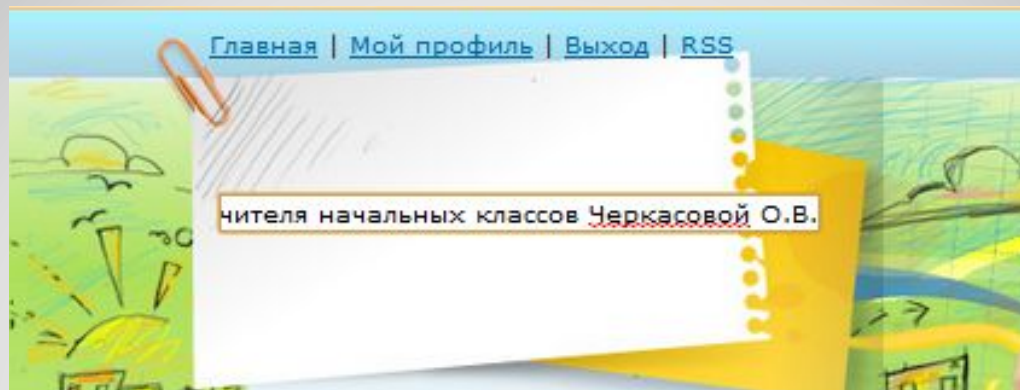 Главная | Мой профиль | Выход | RSS
чителя начальных классов Черкасовой О.В.